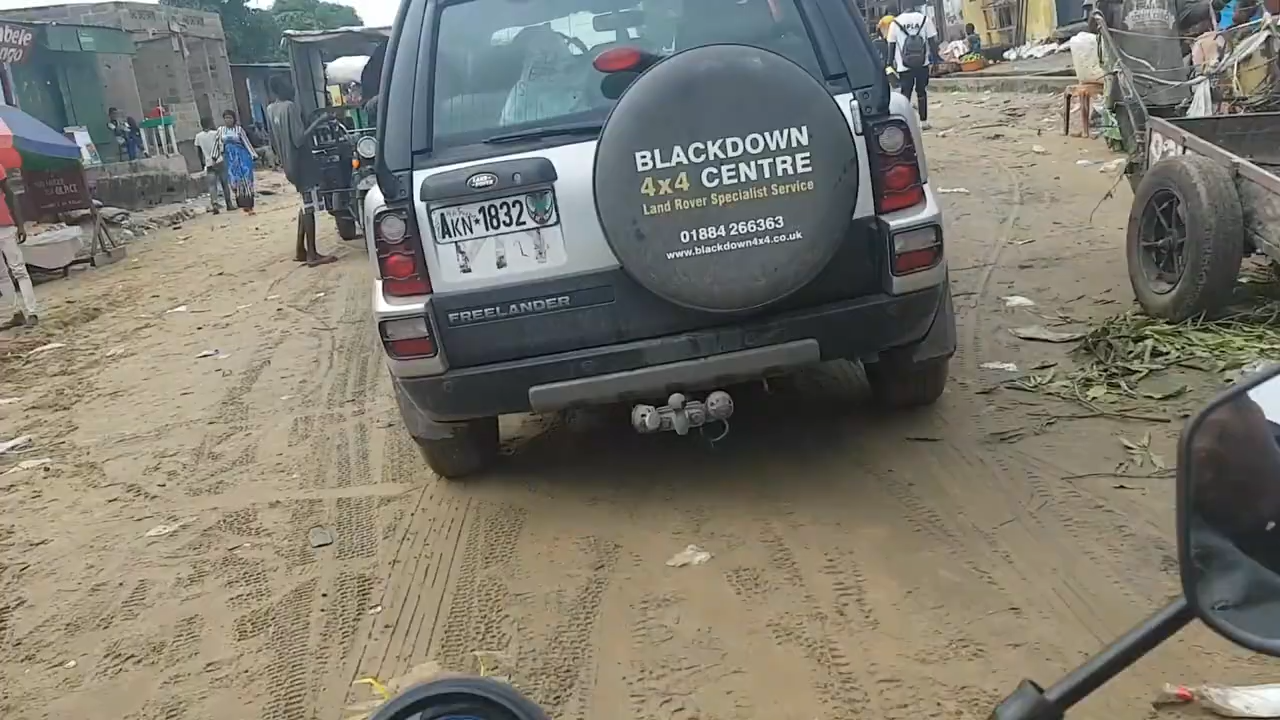 LAND ROVER
AKN 1832
FREELANDER
BLACKDOWN
4x4 CENTRE
Land Rover Specialist Service
01884 266363
www.blackdown4x4.co.uk